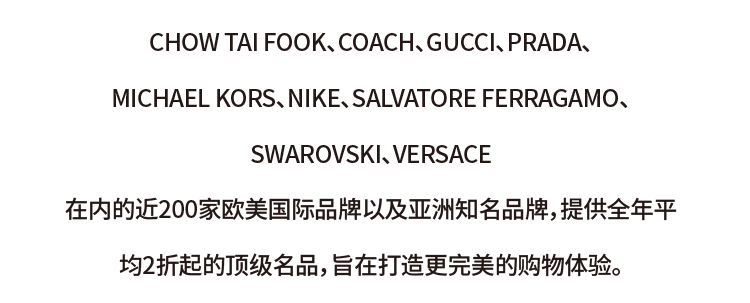 CHOW TAI FOOK、COACH、GUCCI、PRADA、
MICHAEL KORS、NIKE、SALVATORE FERRAGAMO、
SWAROVSKI、VERSACE
在内的近200家欧美国际品牌以及亚洲知名品牌，提供全年平
均2折起的顶级名品，旨在打造更完美的购物体验。